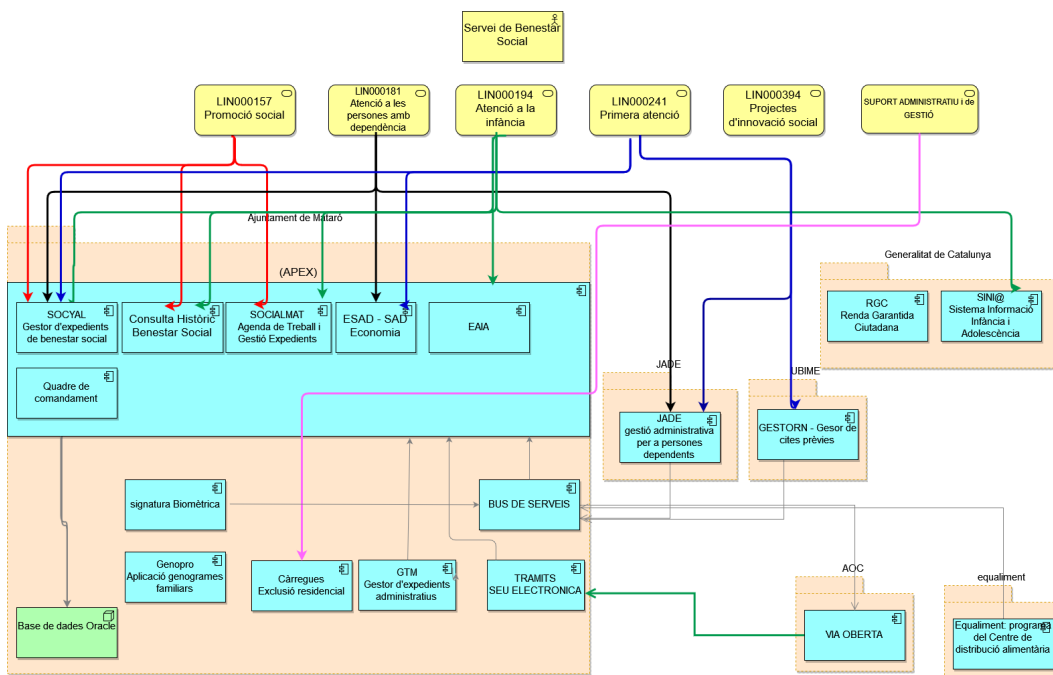 Servei de Benestar
Social
LIN000157
Promoció social
LIN000181
Atenció a les
persones amb
dependència
LIN000194
Atenció a la
infància
LIN000241
Primera atenció
LIN000394
Projectes
d'innovació social
SUPORT ADMINISTRATIU i de
GESTIÓ
Ajuntament de Mataró
(APEX)
SOCYAL
Gestor d'expedients
de benestar social
Consulta Històric
Benestar Social
SOCIALMAT
Agenda de Treball i
Gestió Expedients
ESAD - SAD
Economia
EAIA
Quadre de
comandament
Generalitat de Catalunya
RGC
Renda Garantida
Ciutadana
SINI@
Sistema Informació
Infància i
Adolescència
JADE
JADE
gestió administrativa
per a persones
dependents
UBIME
GESTORN - Gesor de
cites prèvies
signatura Biomètrica
BUS DE SERVEIS
Genopro
Aplicació genogrames
familiars
Càrregues
Exclusió residencial
GTM
Gestor d'expedients
administratius
TRAMITS
SEU ELECTRONICA
Base de dades Oracle
AOC
VIA OBERTA
equaliment
Equaliment: programa
del Centre de
distribució alimentària